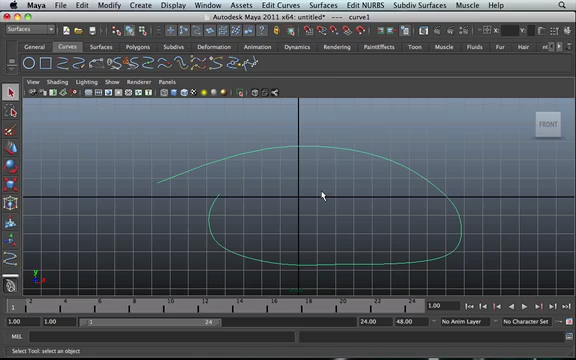 Maya File Edit Modify Create Display Window Assets Edit Curves Surfaces Edit NURBS Subdiv Surfaces Muscle Help
Autodesk Maya 2011 x64: untitled* --- curve1
Surfaces X: Y:
General Curves Surfaces Polygons Subdivs Deformation Animation Dynamics Rendering PaintEffects Toon Muscle Fluids Fur Hair
View Shading Lighting Show Renderer Panels
FRONT
y
x
2 4 6 8 10 12 14 16 18 20 22 24 1.00
1.00 1.00 1 24 24.00 48.00 No Anim Layer No Character Set
MEL
Select Tool: select an object